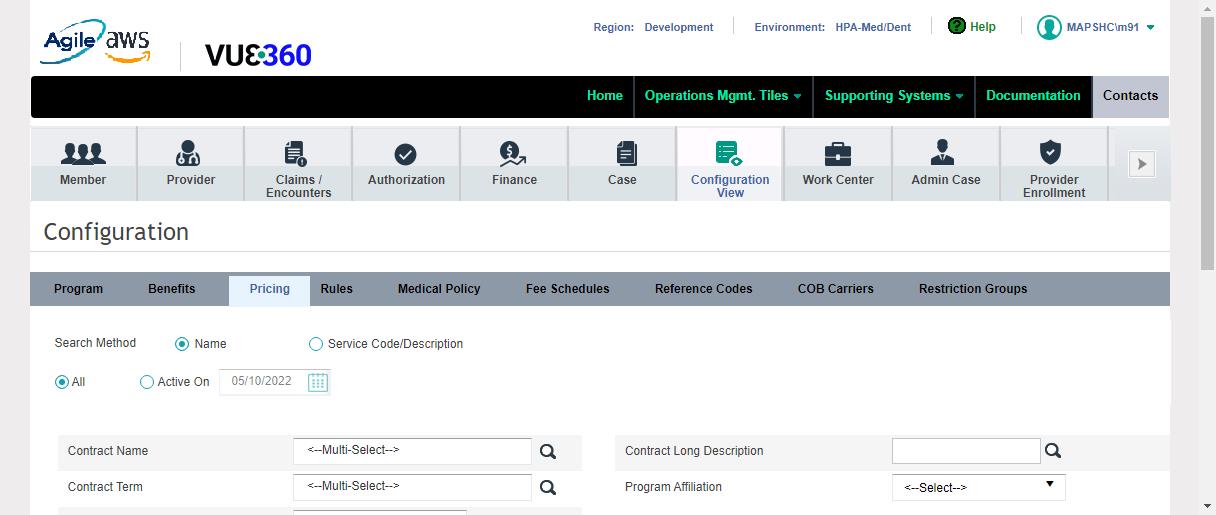 Agile aws
VUE360
Region: Development Environment: HPA-Med/Dent ? Help MAPSHC\m91
Home Operations Mgmt. Tiles Supporting Systems Documentation Contacts
Member Provider Claims / Authorization Finance Case Configuration Work Center Admin Case Provider
Encounters View Enrollment
Configuration
Program Benefits Pricing Rules Medical Policy Fee Schedules Reference Codes COB Carriers Restriction Groups
Search Method Name Service Code/Description
All Active On 05/10/2022
Contract Name <--Multi-Select--> Contract Long Description
Contract Term <--Multi-Select--> Program Affiliation <--Select-->